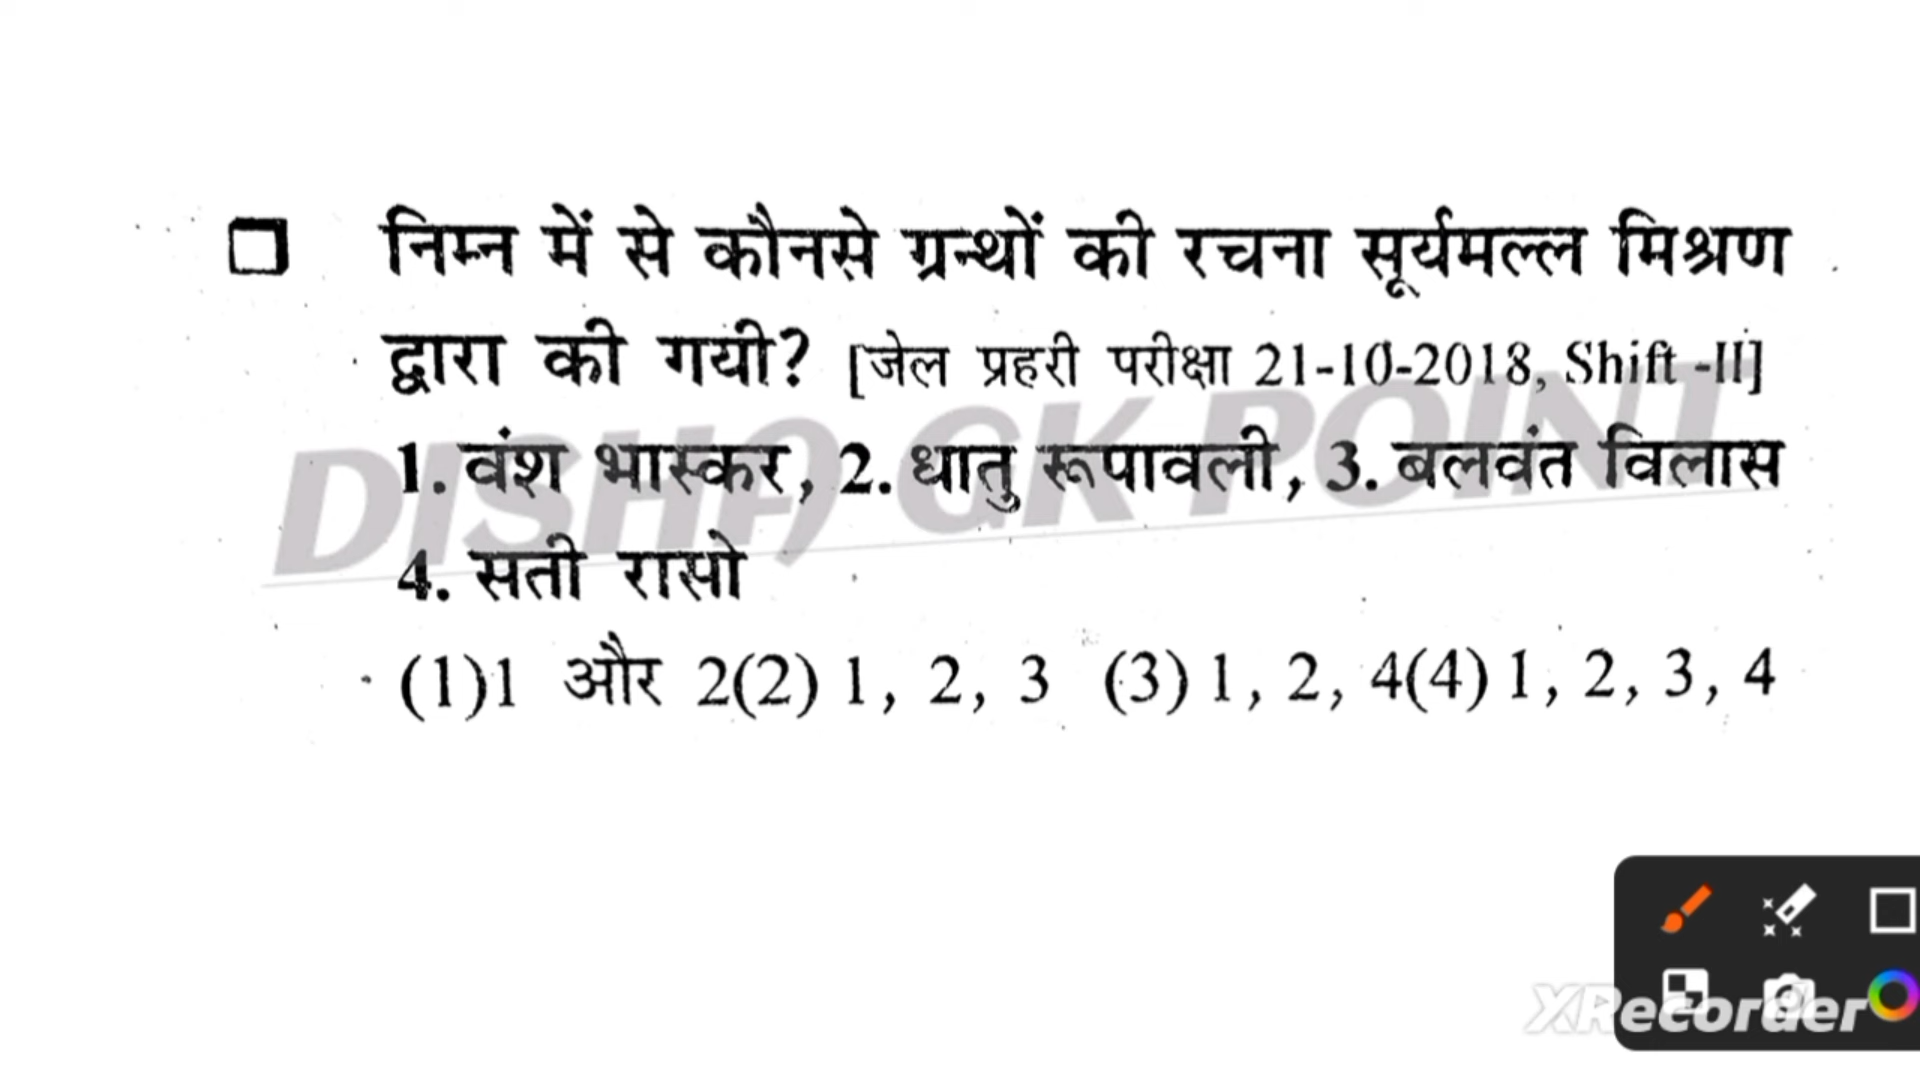 निम्न में से कौनसे ग्रन्थों की रचना सूर्यमल्ल मिश्रण
द्वारा की गयी? [जेल प्रहरी परीक्षा 21-10-2018, Shift -II]
DISHA GK POINT
1. वंश भास्कर, 2. धातु रूपावली, 3. बलवंत विलास
4. सती रासो
(1)1 और 2(2) 1, 2, 3 (3) 1, 2, 4(4) 1, 2, 3, 4
XRecorder